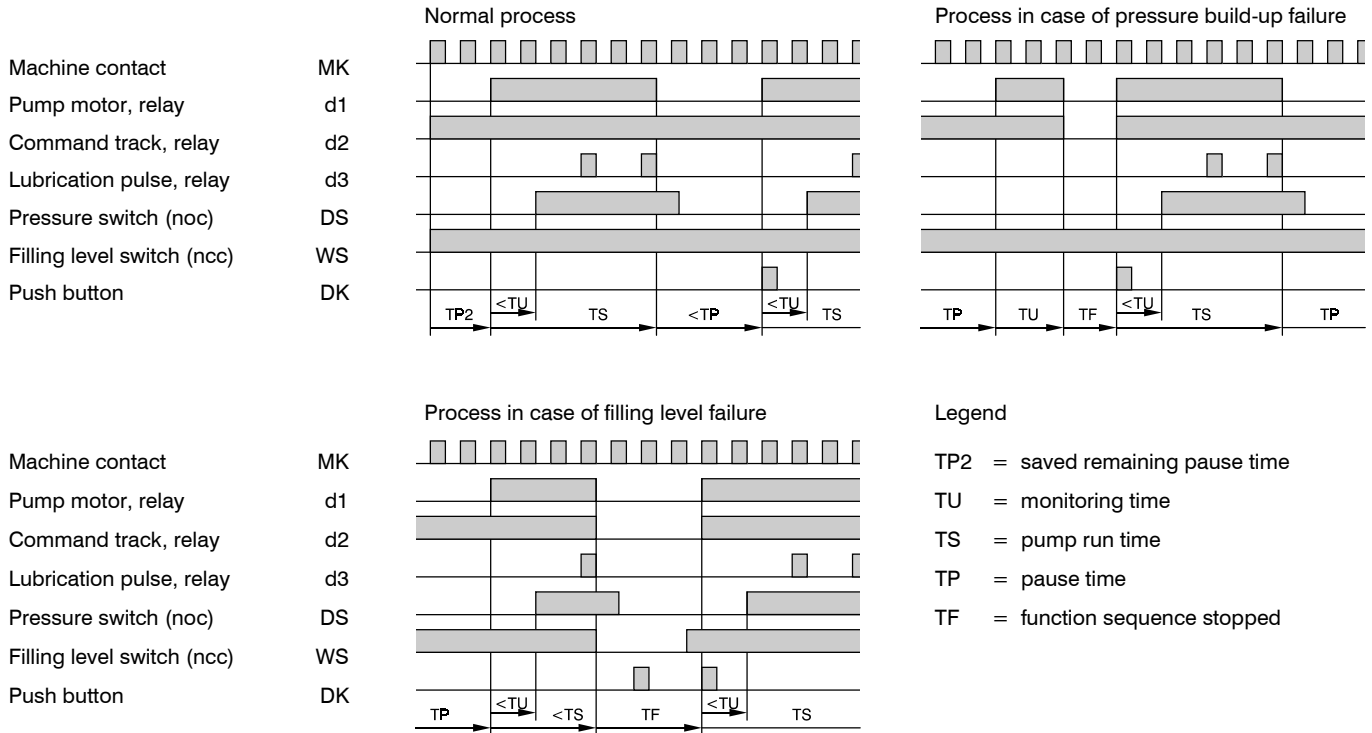 Normal process
Process in case of pressure build-up failure
Machine contact MK
Pump motor, relay d1
Command track, relay d2
Lubrication pulse, relay d3
Pressure switch (noc) DS
Filling level switch (ncc) WS
Push button DK
TP2 <TU TS <TP <TU TS
TP TU TF <TU TS TP
Process in case of filling level failure
Machine contact MK
Pump motor, relay d1
Command track, relay d2
Lubrication pulse, relay d3
Pressure switch (noc) DS
Filling level switch (ncc) WS
Push button DK
TP <TU <TS TF <TU TS
Legend
TP2 = saved remaining pause time
TU = monitoring time
TS = pump run time
TP = pause time
TF = function sequence stopped